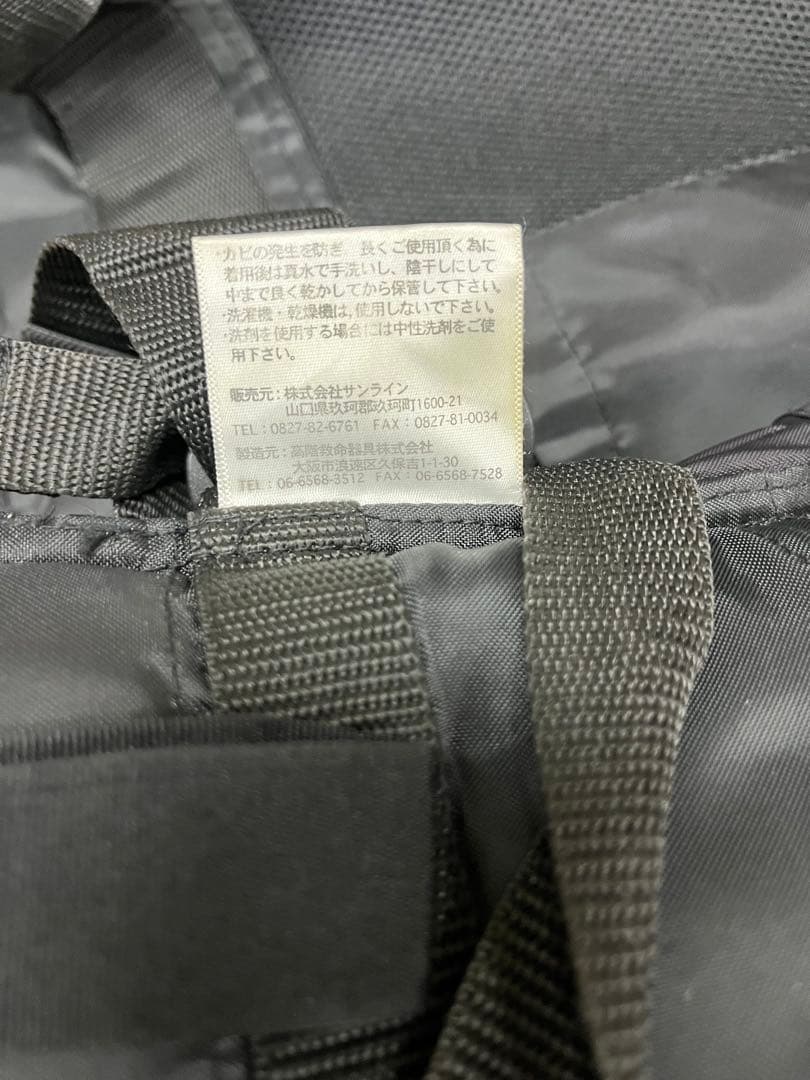 ・カビの発生を防ぎ 長くご使用頂く為に
着用後は真水で手洗いし、陰干しにして
中まで良く乾かしてから保管して下さい。
・洗濯機・乾燥機は,使用しないで下さい。
・洗剤を使用する場合には中性洗剤をご使
用下さい。
販売元：株式会社サンライン
山口県玖珂郡玖珂町1600-21
TEL：0827-82-6761 FAX：0827-81-0034
製造元：高階救命器具株式会社
大阪市浪速区久保吉1-1-30
TEL：06-6568-3512 FAX：06-6568-7528